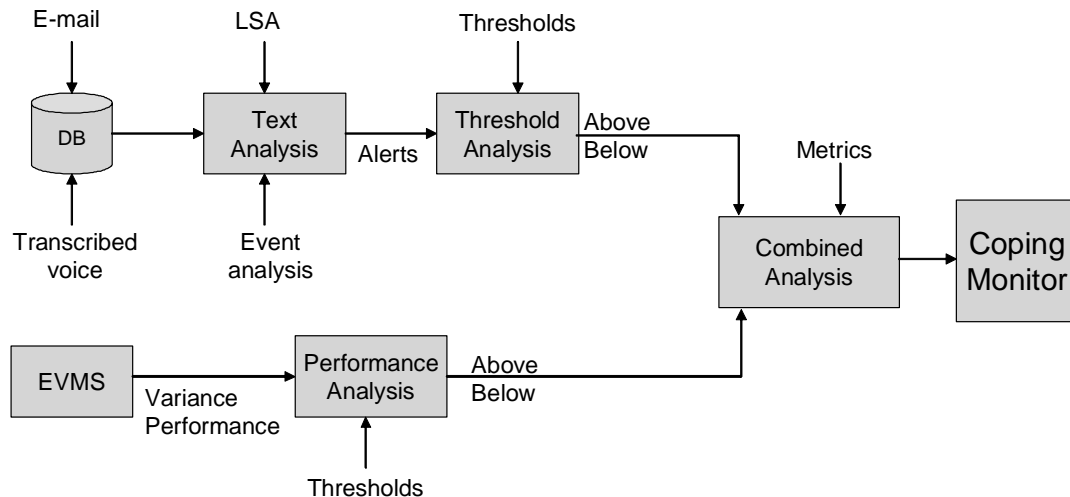 E-mail
LSA
Thresholds
DB
Text
Analysis
Alerts
Threshold
Analysis
Above
Below
Metrics
Transcribed
voice
Event
analysis
Combined
Analysis
Coping
Monitor
EVMS
Variance
Performance
Performance
Analysis
Above
Below
Thresholds